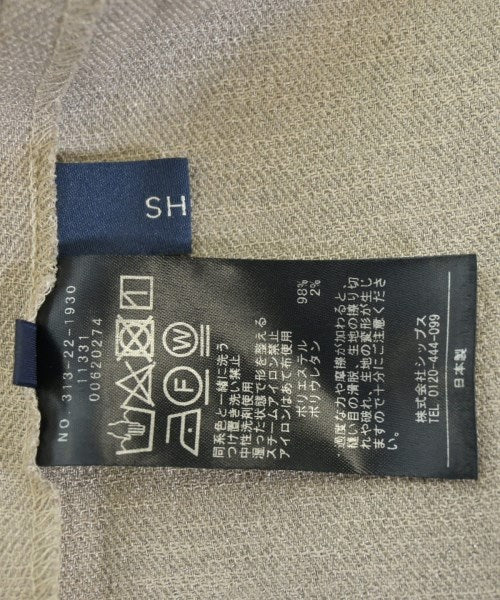 SH
NO. 313-22-1930
11331
00620274
F W
同系色と一緒に洗う
つけ置き洗い禁止
中性洗剤使用
湿った状態で形を整える
スチームアイロン禁止
アイロンはあて布使用
ポリエステル 98%
ポリウレタン 2%
・過度な力や摩擦が加わると、
縫い目の滑脱、生地の擦り切
れや破れ、生地の変形が生じ
ますので十分にご注意くださ
い。
株式会社シップス
TEL 0120-444-099
日本製